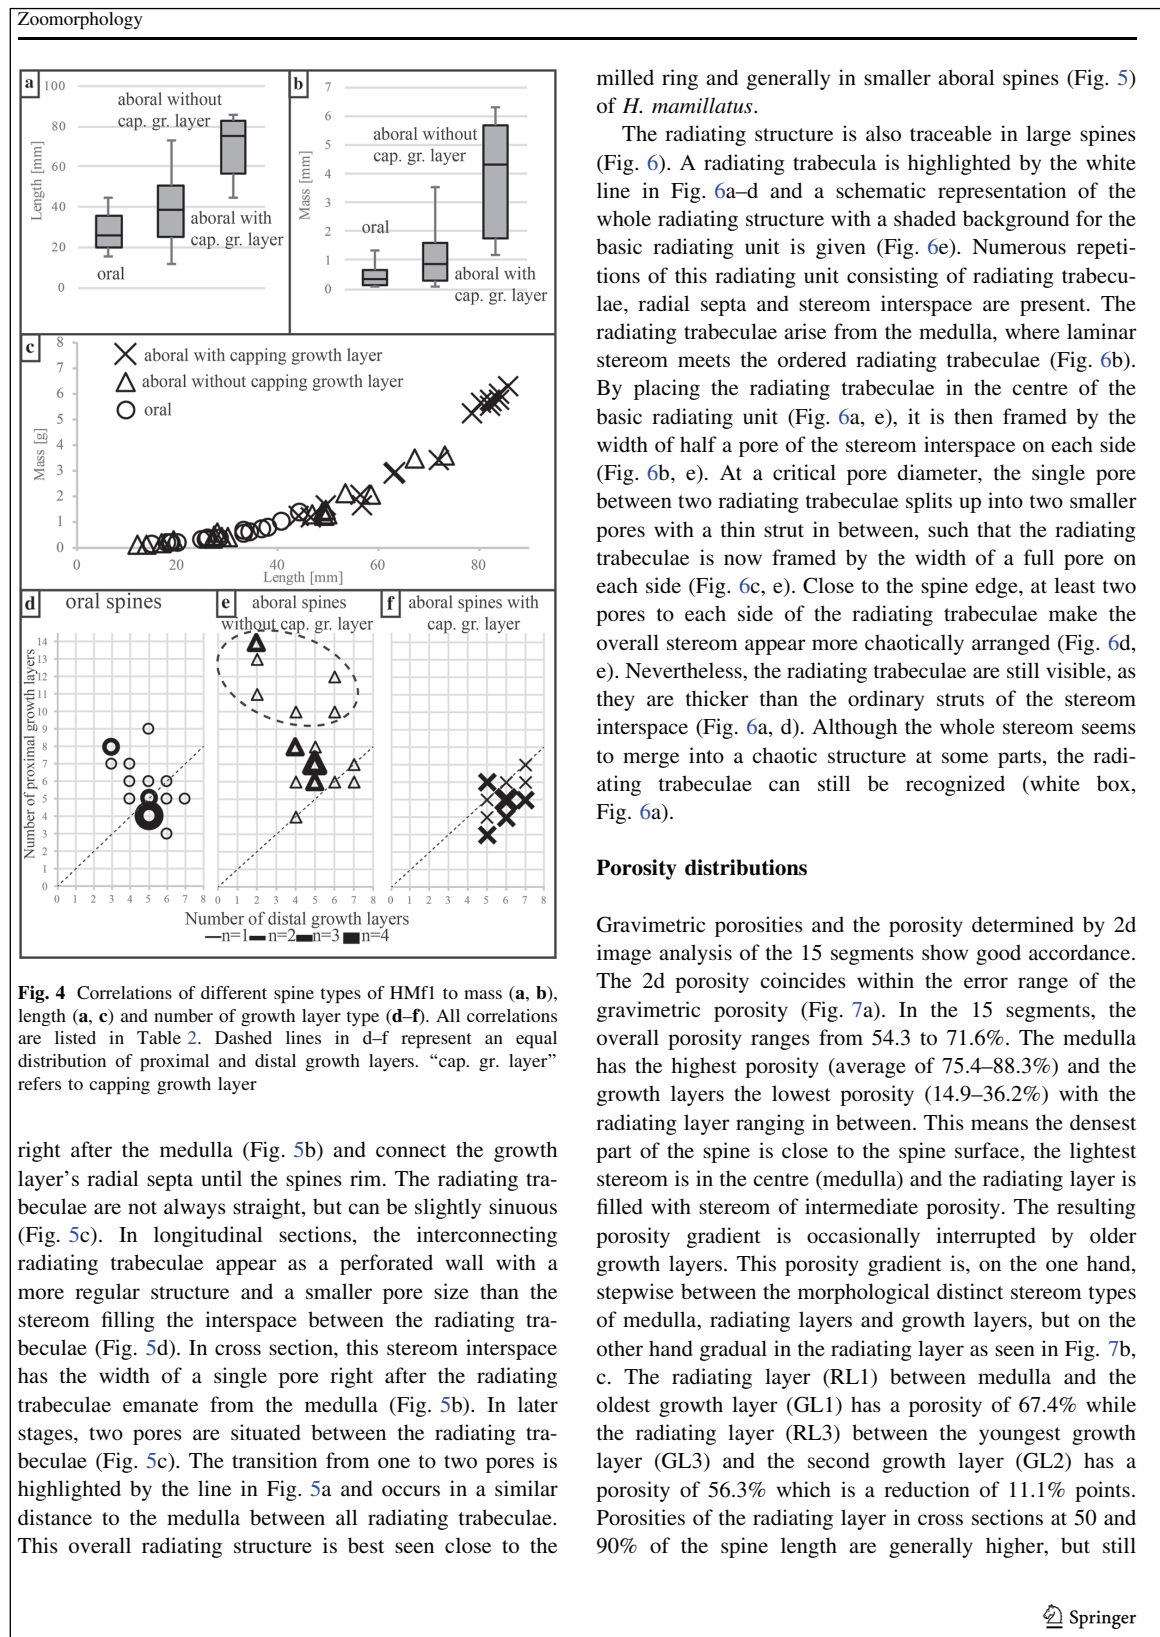 Zoomorphology
a
100
80
60
40
20
0
Length [mm]
aboral without
cap. gr. layer
aboral with
cap. gr. layer
oral
b
7
6
5
4
3
2
1
0
Mass [mm]
aboral without
cap. gr. layer
oral
aboral with
cap. gr. layer
c
8
7
6
5
4
3
2
1
0
Mass [g]
aboral with capping growth layer
aboral without capping growth layer
oral
0 20 40 60 80
Length [mm]
d oral spines
e aboral spines
without cap. gr. layer
f aboral spines with
cap. gr. layer
Number of proximal growth layers
14
13
12
11
10
9
8
7
6
5
4
3
2
1
0
0 1 2 3 4 5 6 7 8
0 1 2 3 4 5 6 7 8
0 1 2 3 4 5 6 7 8
Number of distal growth layers
n=1 n=2 n=3 n=4
Fig. 4 Correlations of different spine types of HMf1 to mass (a, b),
length (a, c) and number of growth layer type (d–f). All correlations
are listed in Table 2. Dashed lines in d–f represent an equal
distribution of proximal and distal growth layers. “cap. gr. layer”
refers to capping growth layer
right after the medulla (Fig. 5b) and connect the growth
layer’s radial septa until the spines rim. The radiating tra-
beculae are not always straight, but can be slightly sinuous
(Fig. 5c). In longitudinal sections, the interconnecting
radiating trabeculae appear as a perforated wall with a
more regular structure and a smaller pore size than the
stereom filling the interspace between the radiating tra-
beculae (Fig. 5d). In cross section, this stereom interspace
has the width of a single pore right after the radiating
trabeculae emanate from the medulla (Fig. 5b). In later
stages, two pores are situated between the radiating tra-
beculae (Fig. 5c). The transition from one to two pores is
highlighted by the line in Fig. 5a and occurs in a similar
distance to the medulla between all radiating trabeculae.
This overall radiating structure is best seen close to the
milled ring and generally in smaller aboral spines (Fig. 5)
of H. mamillatus.
The radiating structure is also traceable in large spines
(Fig. 6). A radiating trabecula is highlighted by the white
line in Fig. 6a–d and a schematic representation of the
whole radiating structure with a shaded background for the
basic radiating unit is given (Fig. 6e). Numerous repeti-
tions of this radiating unit consisting of radiating trabecu-
lae, radial septa and stereom interspace are present. The
radiating trabeculae arise from the medulla, where laminar
stereom meets the ordered radiating trabeculae (Fig. 6b).
By placing the radiating trabeculae in the centre of the
basic radiating unit (Fig. 6a, e), it is then framed by the
width of half a pore of the stereom interspace on each side
(Fig. 6b, e). At a critical pore diameter, the single pore
between two radiating trabeculae splits up into two smaller
pores with a thin strut in between, such that the radiating
trabeculae is now framed by the width of a full pore on
each side (Fig. 6c, e). Close to the spine edge, at least two
pores to each side of the radiating trabeculae make the
overall stereom appear more chaotically arranged (Fig. 6d,
e). Nevertheless, the radiating trabeculae are still visible, as
they are thicker than the ordinary struts of the stereom
interspace (Fig. 6a, d). Although the whole stereom seems
to merge into a chaotic structure at some parts, the radi-
ating trabeculae can still be recognized (white box,
Fig. 6a).
Porosity distributions
Gravimetric porosities and the porosity determined by 2d
image analysis of the 15 segments show good accordance.
The 2d porosity coincides within the error range of the
gravimetric porosity (Fig. 7a). In the 15 segments, the
overall porosity ranges from 54.3 to 71.6%. The medulla
has the highest porosity (average of 75.4–88.3%) and the
growth layers the lowest porosity (14.9–36.2%) with the
radiating layer ranging in between. This means the densest
part of the spine is close to the spine surface, the lightest
stereom is in the centre (medulla) and the radiating layer is
filled with stereom of intermediate porosity. The resulting
porosity gradient is occasionally interrupted by older
growth layers. This porosity gradient is, on the one hand,
stepwise between the morphological distinct stereom types
of medulla, radiating layers and growth layers, but on the
other hand gradual in the radiating layer as seen in Fig. 7b,
c. The radiating layer (RL1) between medulla and the
oldest growth layer (GL1) has a porosity of 67.4% while
the radiating layer (RL3) between the youngest growth
layer (GL3) and the second growth layer (GL2) has a
porosity of 56.3% which is a reduction of 11.1% points.
Porosities of the radiating layer in cross sections at 50 and
90% of the spine length are generally higher, but still
Springer